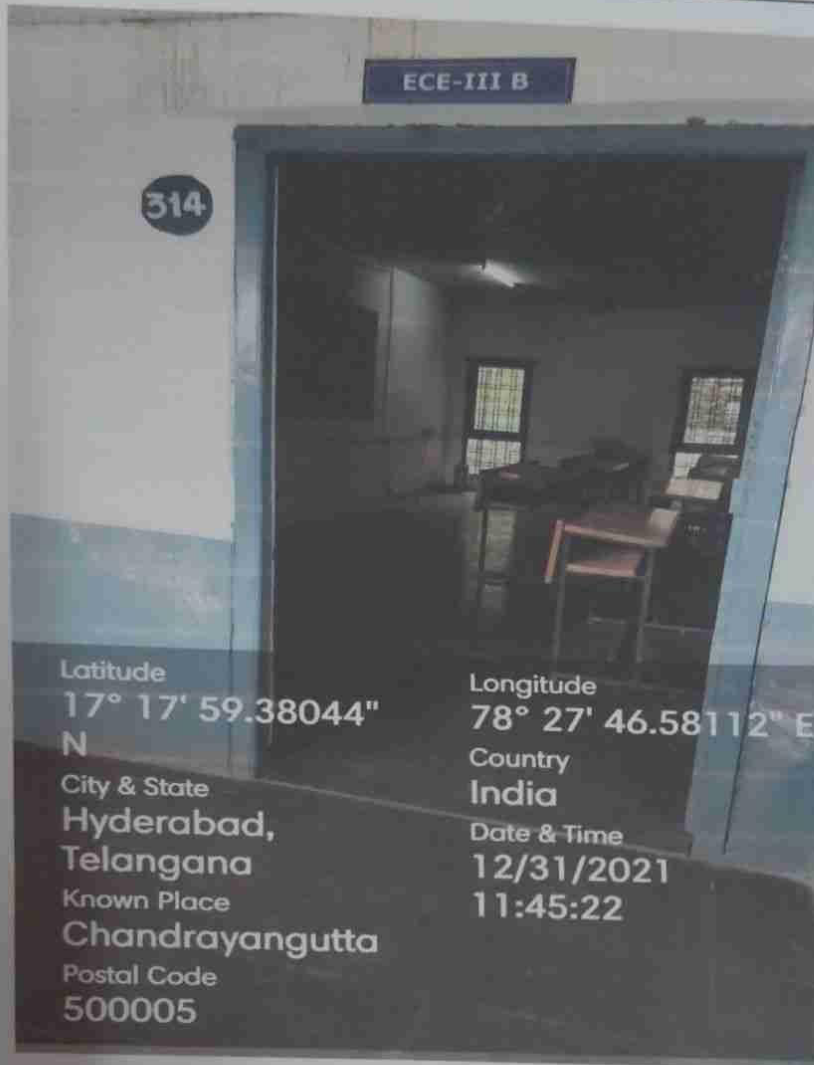 ECE-III B
314
Latitude
17° 17' 59.38044"
N
City & State
Hyderabad,
Telangana
Known Place
Chandrayangutta
Postal Code
500005
Longitude
78° 27' 46.58112" E
Country
India
Date & Time
12/31/2021
11:45:22